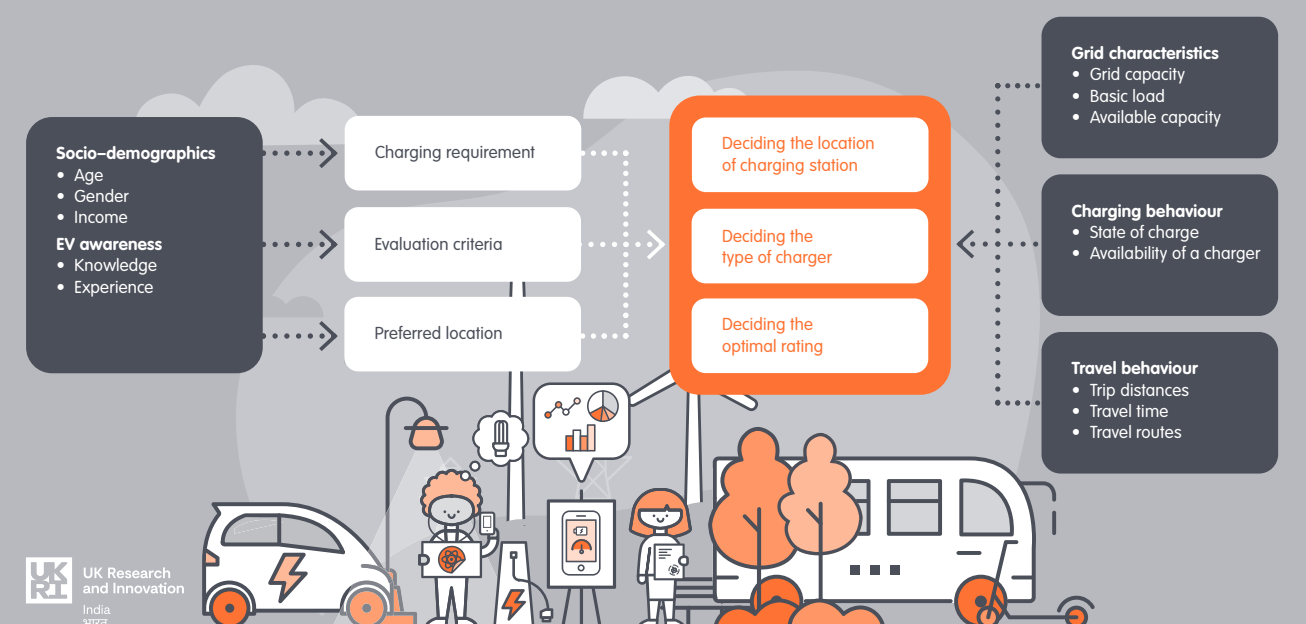 Socio–demographics
• Age
• Gender
• Income
EV awareness
• Knowledge
• Experience
Charging requirement
Evaluation criteria
Preferred location
Deciding the location
of charging station
Deciding the
type of charger
Deciding the
optimal rating
Grid characteristics
• Grid capacity
• Basic load
• Available capacity
Charging behaviour
• State of charge
• Availability of a charger
Travel behaviour
• Trip distances
• Travel time
• Travel routes
UK
RI
UK Research
and Innovation
India
भारत